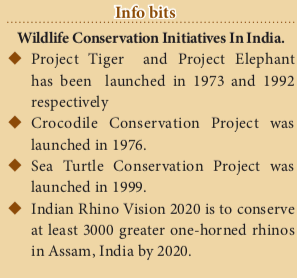 Info bits
Wildlife Conservation Initiatives In India.
◆ Project Tiger and Project Elephant
has been launched in 1973 and 1992
respectively
◆ Crocodile Conservation Project was
launched in 1976.
◆ Sea Turtle Conservation Project was
launched in 1999.
◆ Indian Rhino Vision 2020 is to conserve
at least 3000 greater one-horned rhinos
in Assam, India by 2020.